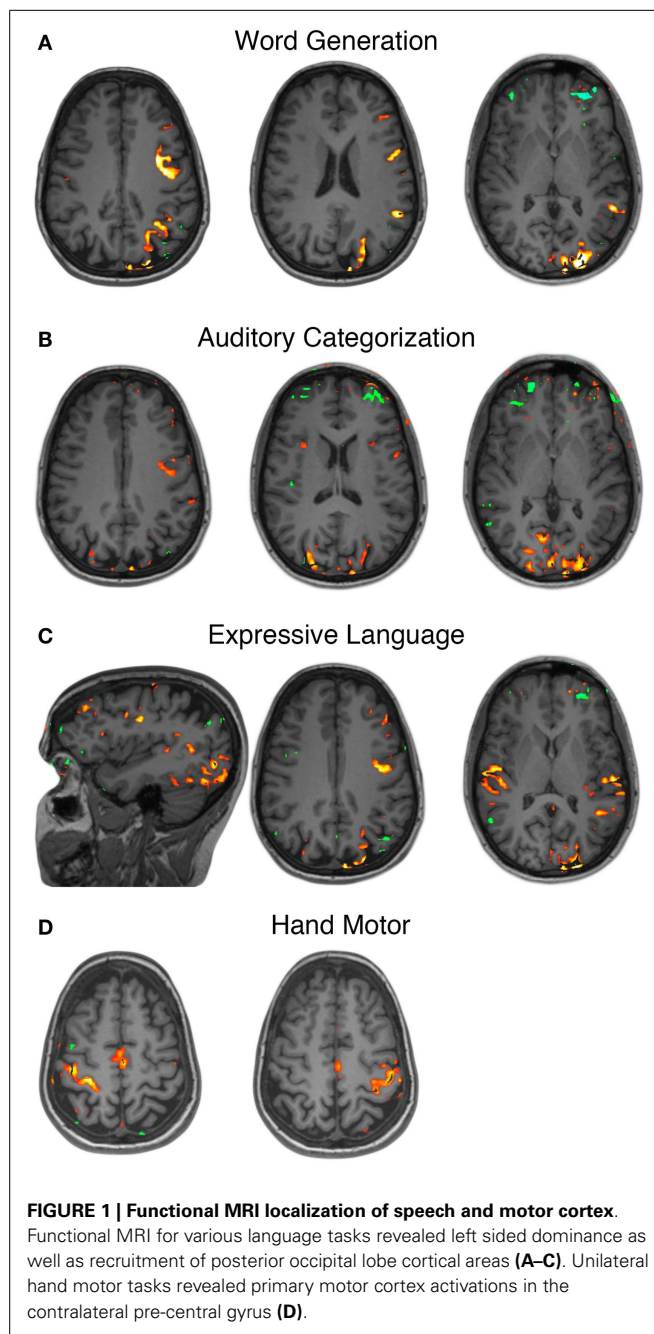 A Word Generation
B Auditory Categorization
C Expressive Language
D Hand Motor
FIGURE 1 | Functional MRI localization of speech and motor cortex.
Functional MRI for various language tasks revealed left sided dominance as
well as recruitment of posterior occipital lobe cortical areas (A–C). Unilateral
hand motor tasks revealed primary motor cortex activations in the
contralateral pre-central gyrus (D).